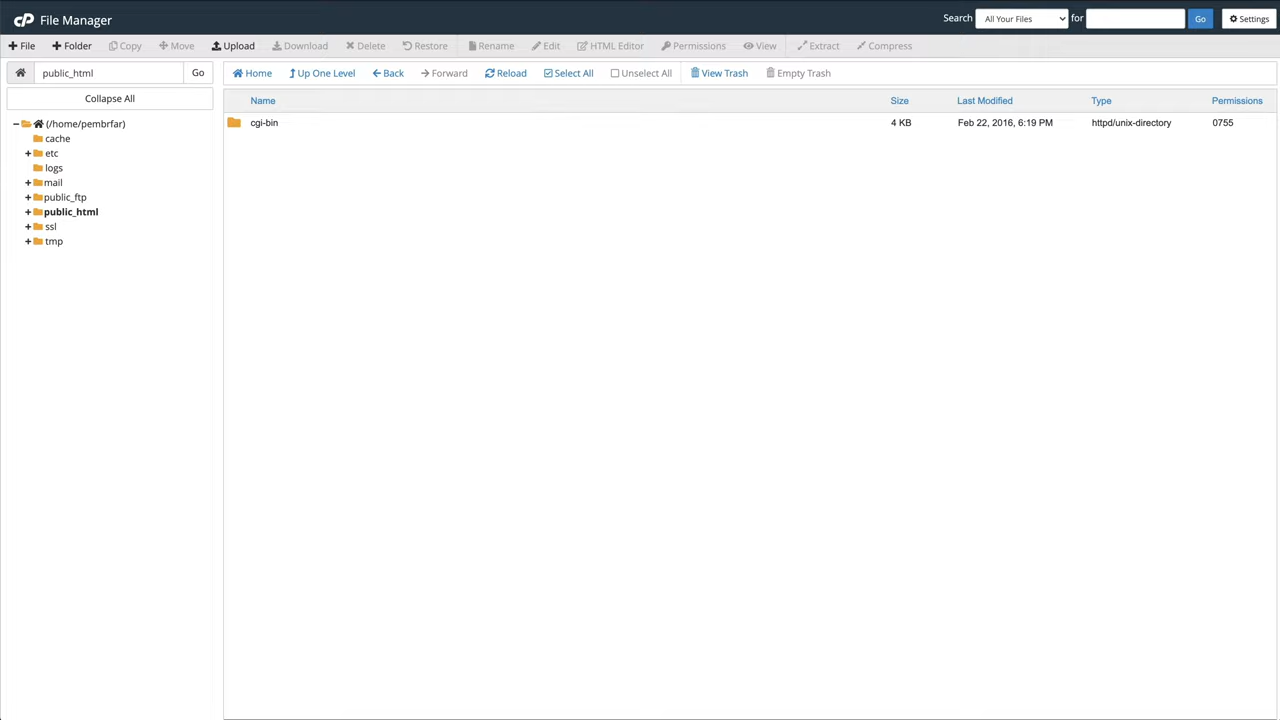 cP File Manager Search All Your Files for Go Settings
+ File + Folder Copy Move Upload Download Delete Restore Rename Edit HTML Editor Permissions View Extract Compress
public_html Go Home Up One Level Back Forward Reload Select All Unselect All View Trash Empty Trash
Collapse All
Name Size Last Modified Type Permissions
cgi-bin 4 KB Feb 22, 2016, 6:19 PM httpd/unix-directory 0755
(/home/pembrfar)
cache
etc
logs
mail
public_ftp
public_html
ssl
tmp